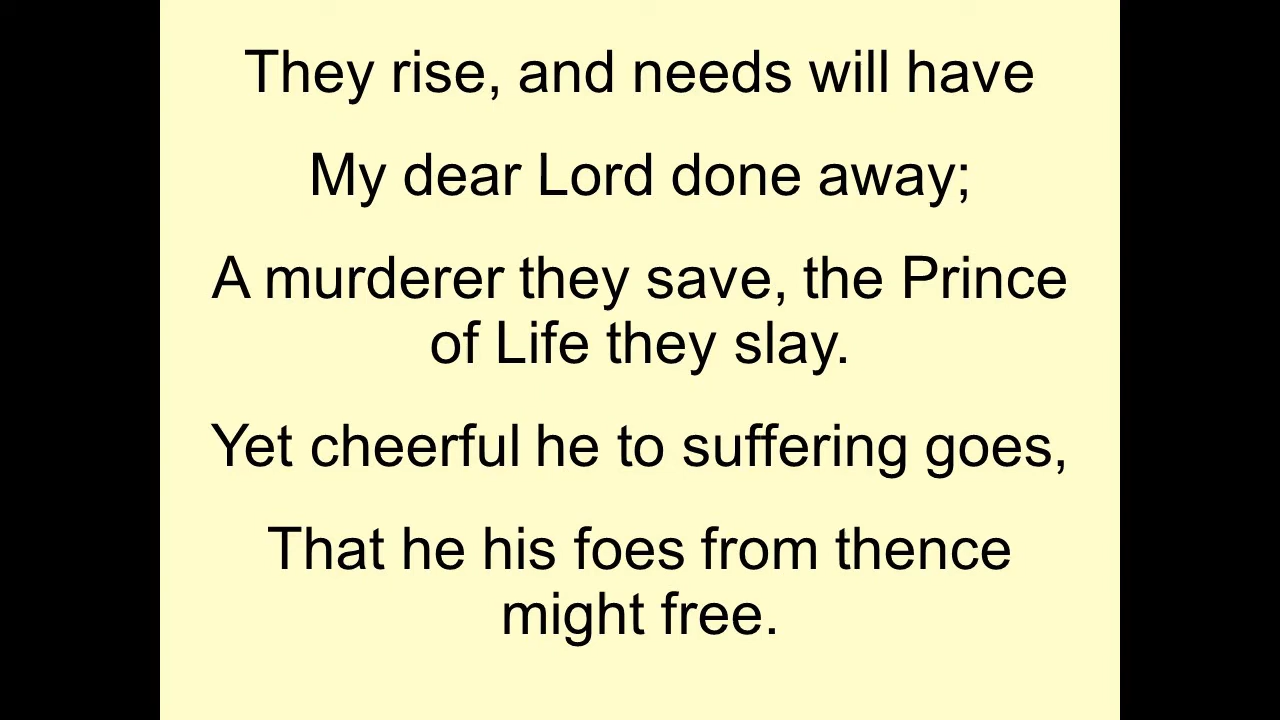 They rise, and needs will have
My dear Lord done away;
A murderer they save, the Prince
of Life they slay.
Yet cheerful he to suffering goes,
That he his foes from thence
might free.